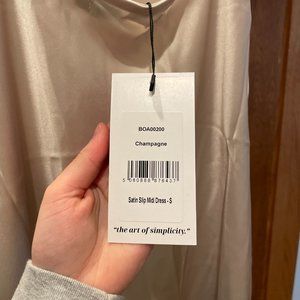 BOA00200
Champagne
Satin Slip Midi Dress - S
"the art of simplicity."